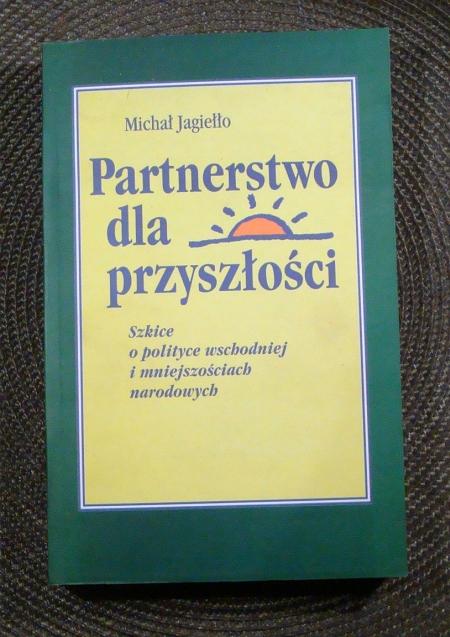 Michał Jagiełło
Partnerstwo
dla
przyszłości
Szkice
o polityce wschodniej
i mniejszościach
narodowych